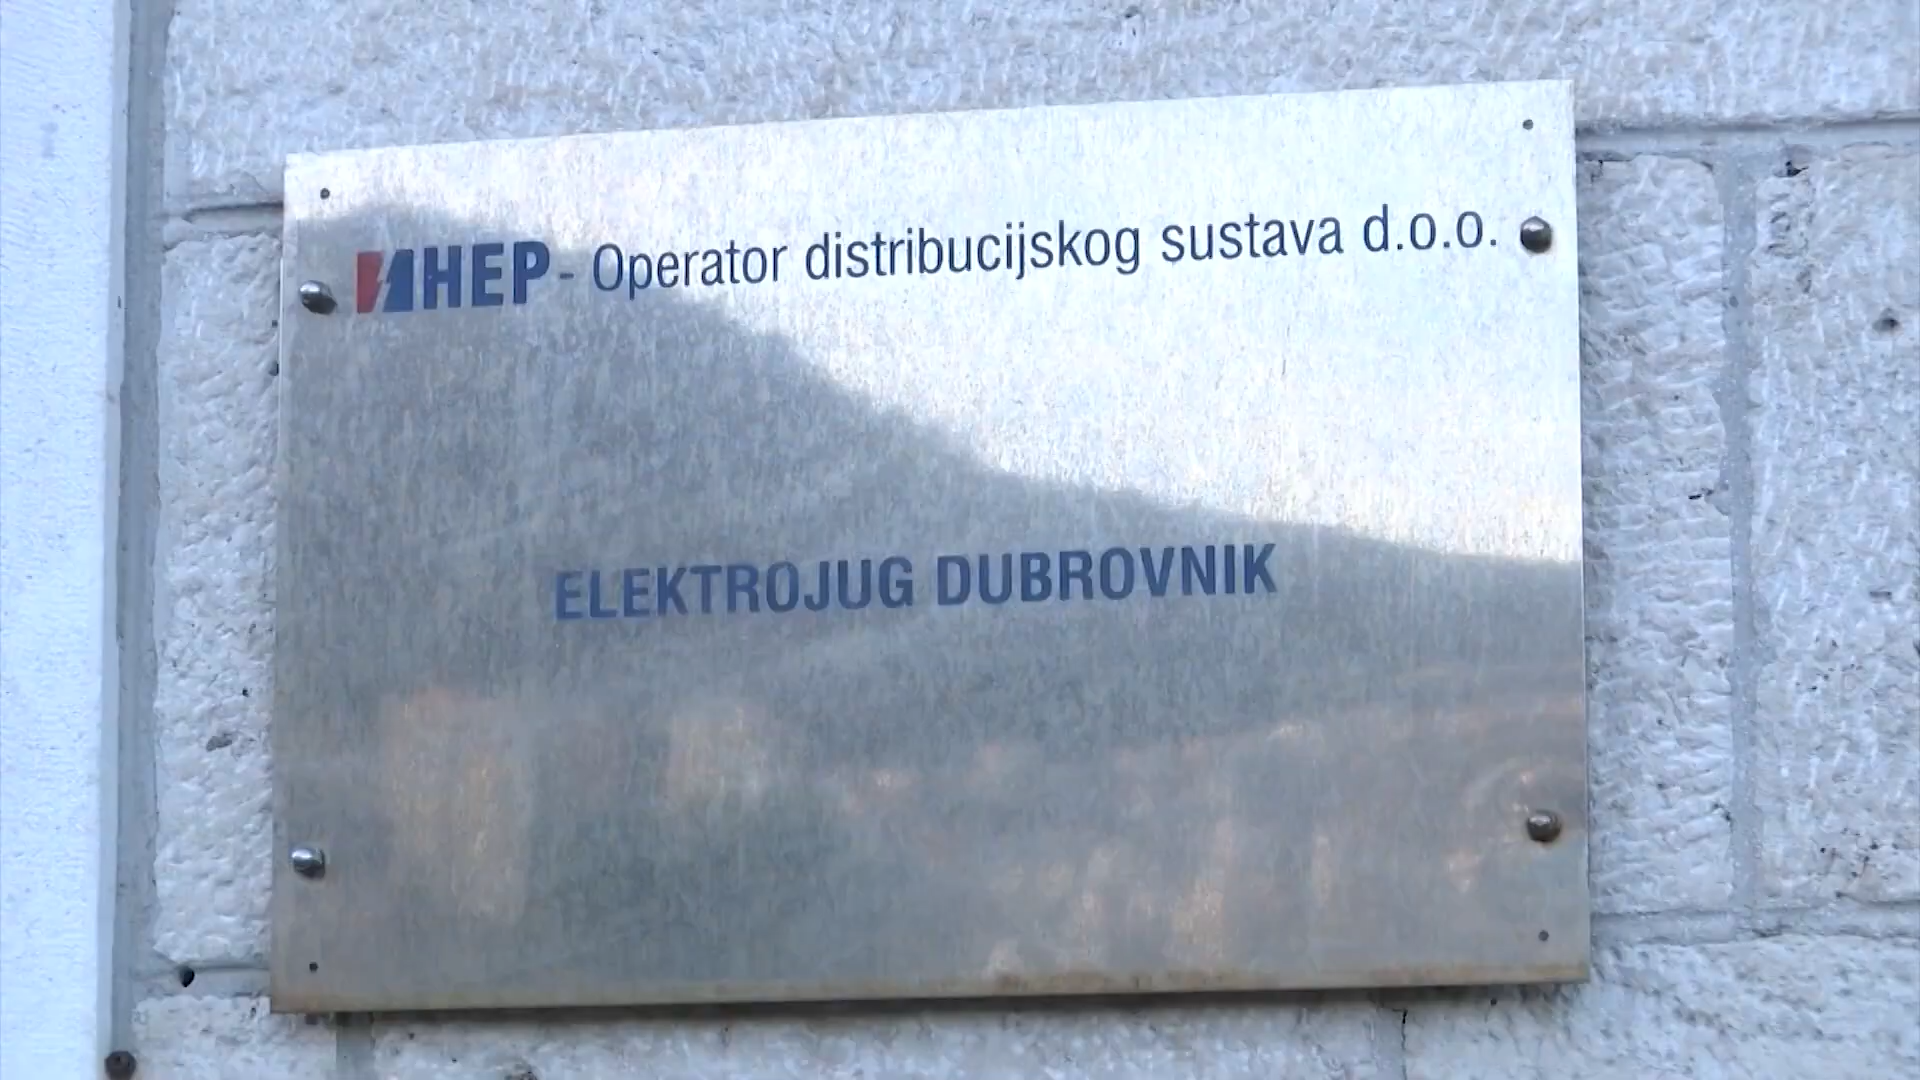 HEP - Operator distribucijskog sustava d.o.o.
ELEKTROJUG DUBROVNIK